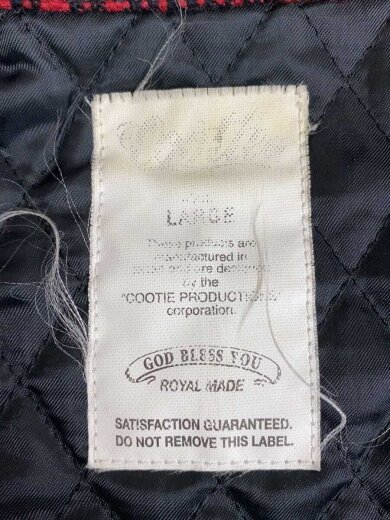 LARGE
These products are
manufactured in
and are designed
by the
"COOTIE PRODUCTIONS
corporation.
GOD BLESS YOU
ROYAL MADE
SATISFACTION GUARANTEED.
DO NOT REMOVE THIS LABEL.